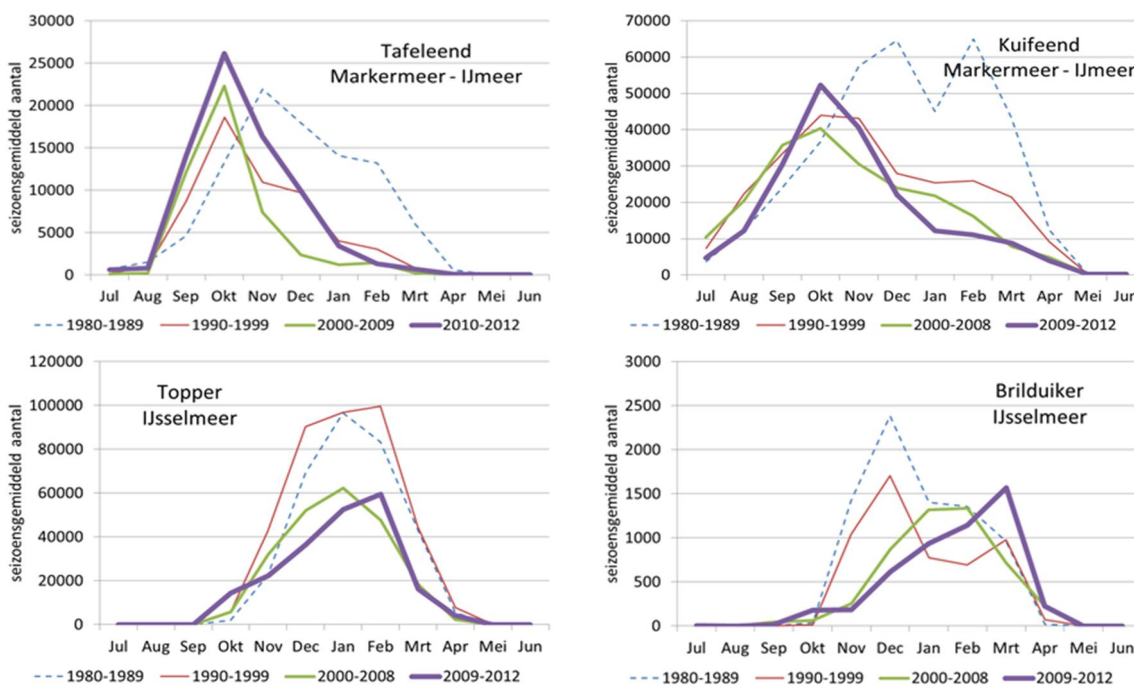 Tafeleend
Markermeer - IJmeer
seizoensgemiddeld aantal
30000
25000
20000
15000
10000
5000
0
Jul Aug Sep Okt Nov Dec Jan Feb Mrt Apr Mei Jun
1980-1989 1990-1999 2000-2009 2010-2012
Kuifeend
Markermeer - IJmeer
seizoensgemiddeld aantal
70000
60000
50000
40000
30000
20000
10000
0
Jul Aug Sep Okt Nov Dec Jan Feb Mrt Apr Mei Jun
1980-1989 1990-1999 2000-2008 2009-2012
Topper
IJsselmeer
seizoensgemiddeld aantal
120000
100000
80000
60000
40000
20000
0
Jul Aug Sep Okt Nov Dec Jan Feb Mrt Apr Mei Jun
1980-1989 1990-1999 2000-2008 2009-2012
Brilduiker
IJsselmeer
seizoensgemiddeld aantal
3000
2500
2000
1500
1000
500
0
Jul Aug Sep Okt Nov Dec Jan Feb Mrt Apr Mei Jun
1980-1989 1990-1999 2000-2008 2009-2012